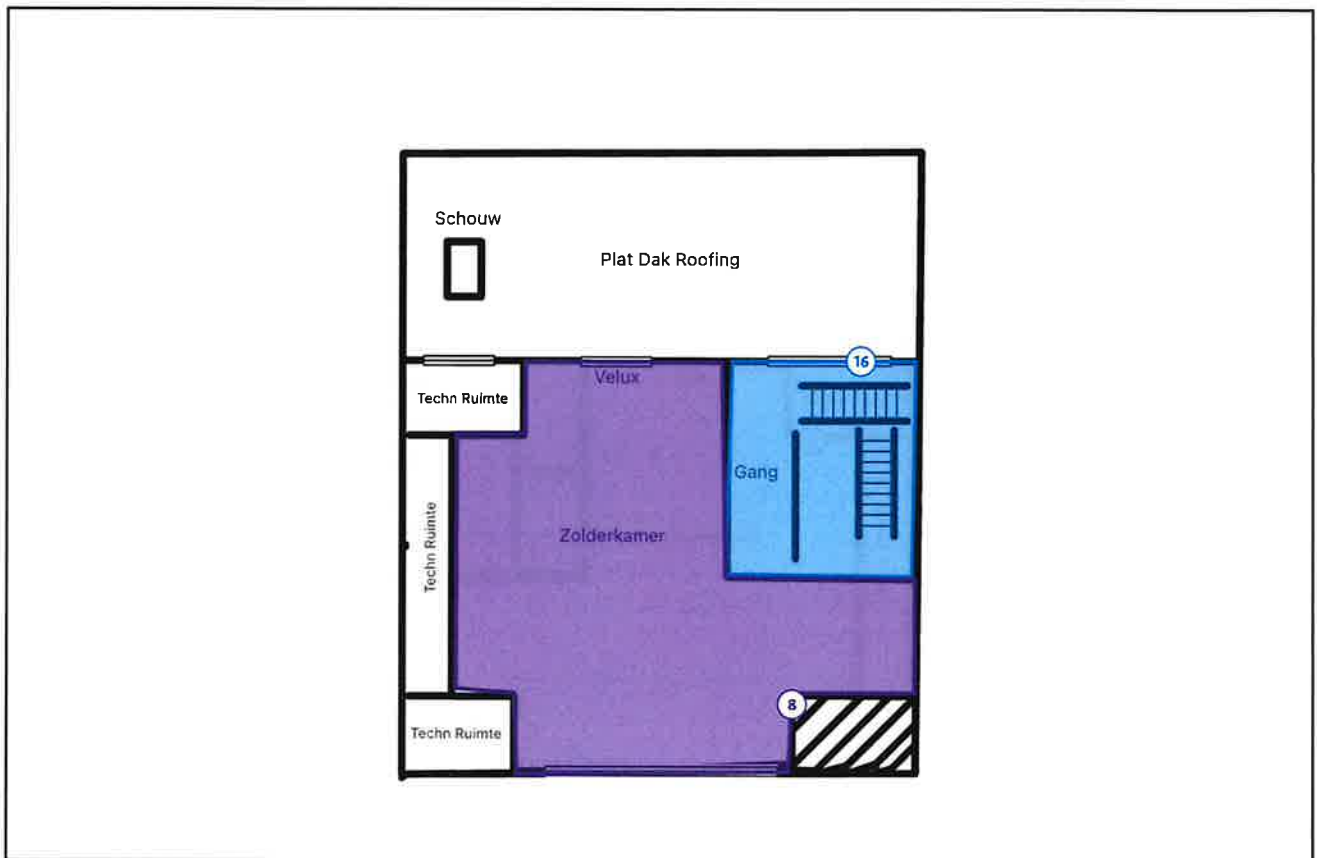 Schouw
Plat Dak Roofing
16
Velux
Techn Ruimte
Gang
Zolderkamer
Techn Ruimte
8
Techn Ruimte